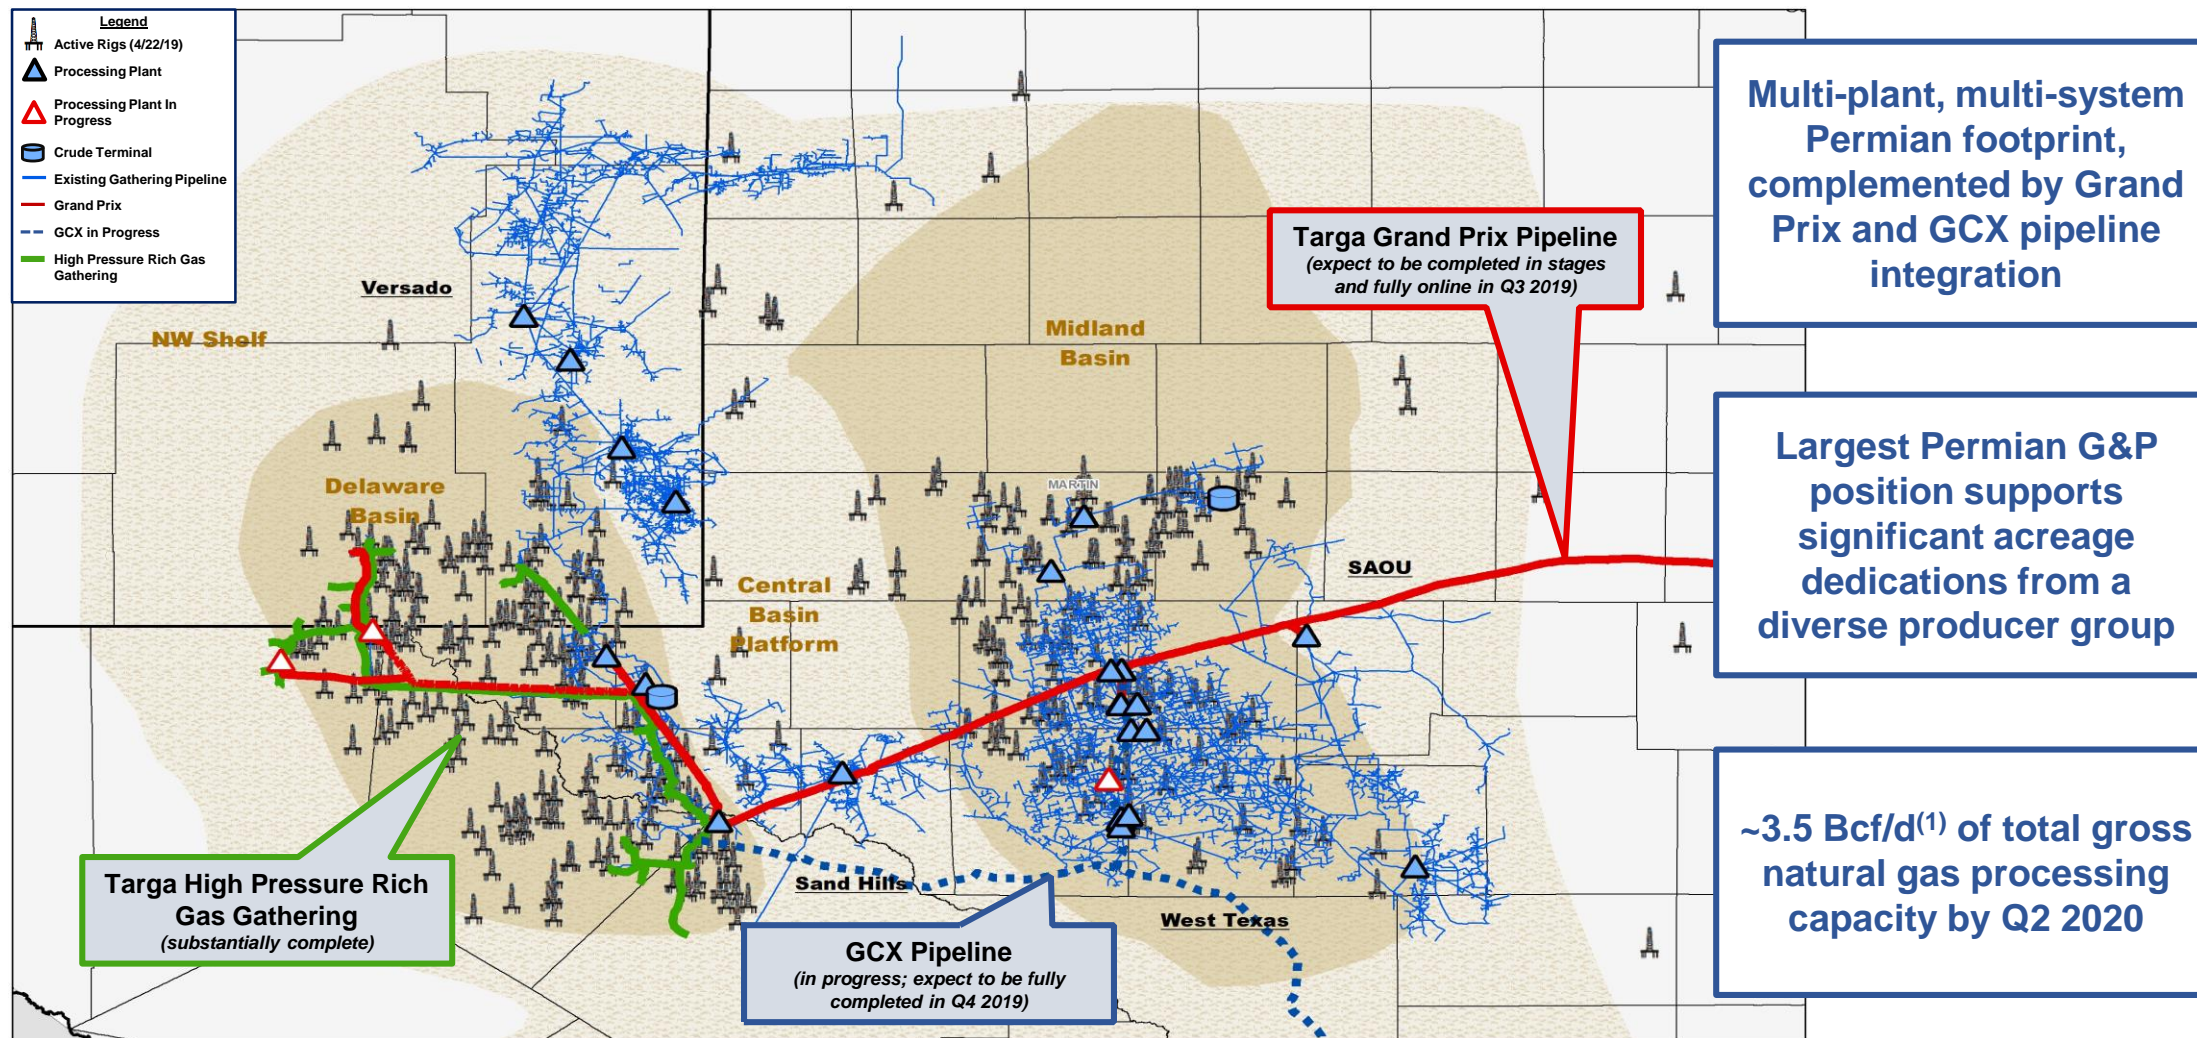 Legend
Active Rigs (4/22/19)
Processing Plant
Processing Plant In
Progress
Crude Terminal
Existing Gathering Pipeline
Grand Prix
GCX in Progress
High Pressure Rich Gas
Gathering
Versado
NW Shelf
Delaware
Basin
Central
Basin
Platform
Midland
Basin
MARTIN
SAOU
Sand Hills
West Texas
Targa Grand Prix Pipeline
(expect to be completed in stages
and fully online in Q3 2019)
Targa High Pressure Rich
Gas Gathering
(substantially complete)
GCX Pipeline
(in progress; expect to be fully
completed in Q4 2019)
Multi-plant, multi-system
Permian footprint,
complemented by Grand
Prix and GCX pipeline
integration
Largest Permian G&P
position supports
significant acreage
dedications from a
diverse producer group
~3.5 Bcf/d(1) of total gross
natural gas processing
capacity by Q2 2020